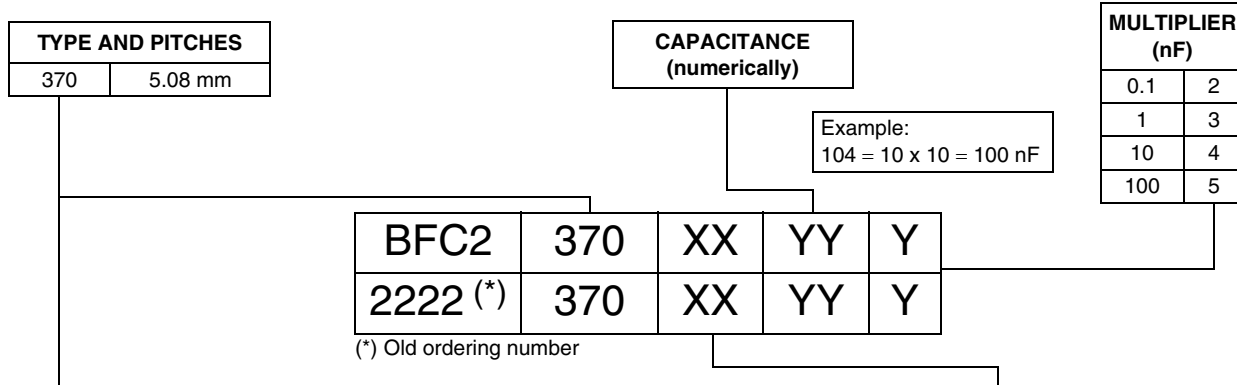 TYPE AND PITCHES
370 5.08 mm
CAPACITANCE
(numerically)
MULTIPLIER
(nF)
0.1 2
1 3
10 4
100 5
Example:
104 = 10 x 10 = 100 nF
BFC2 370 XX YY Y
2222 (*) 370 XX YY Y
(*) Old ordering number